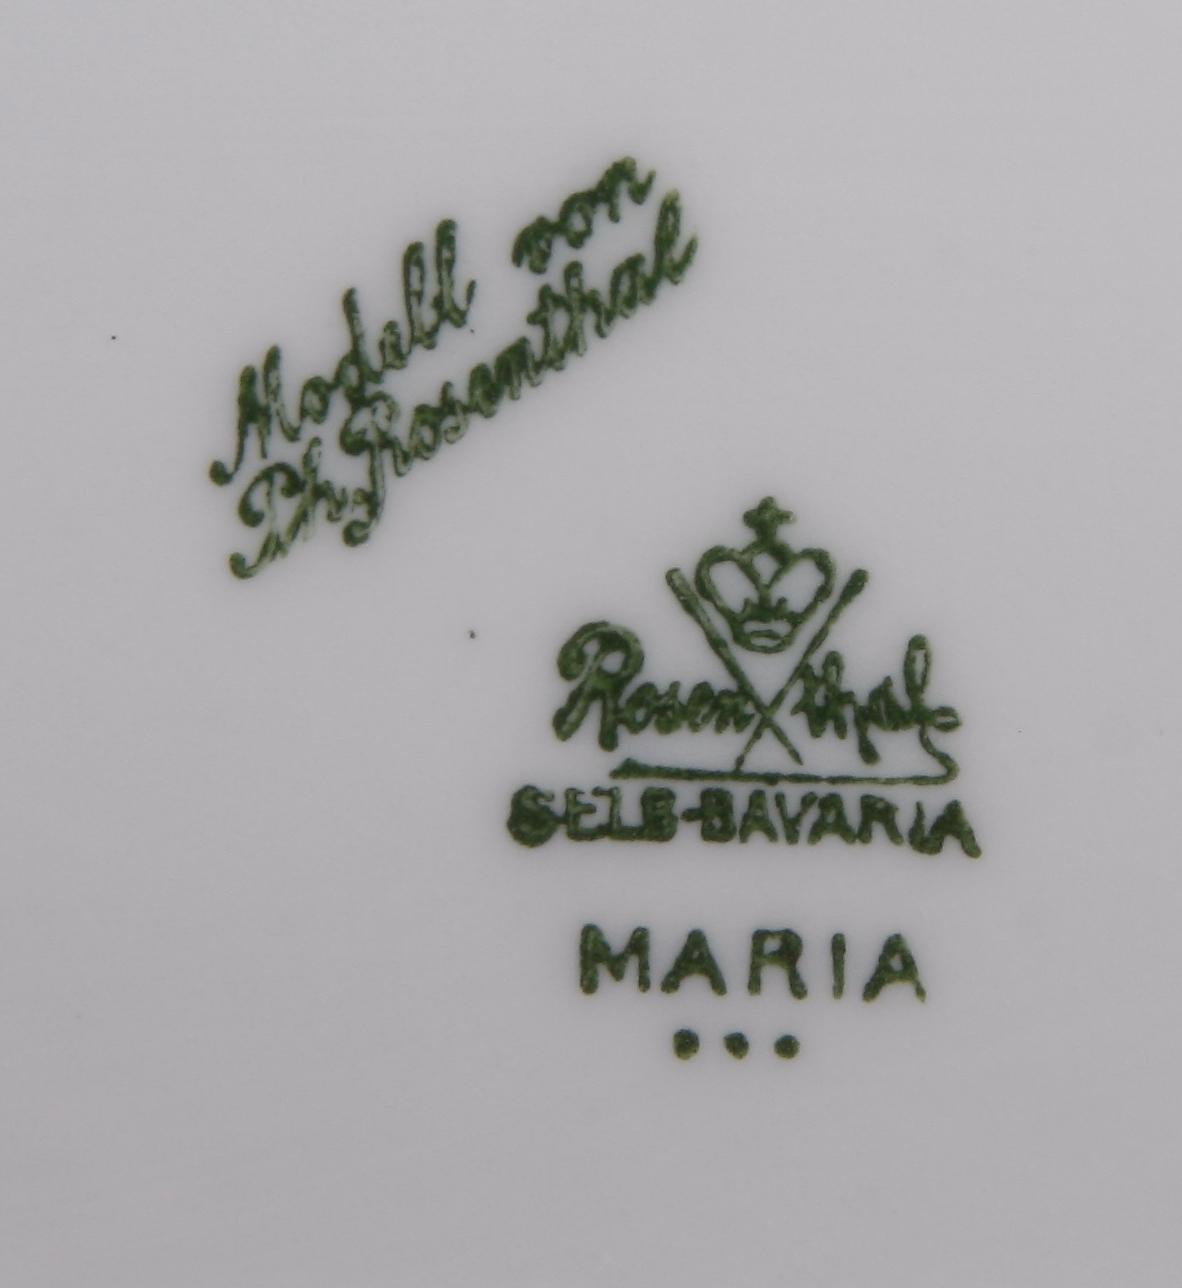 Modell von
Ph. Rosenthal
Rosenthal
SELB-BAVARIA
MARIA